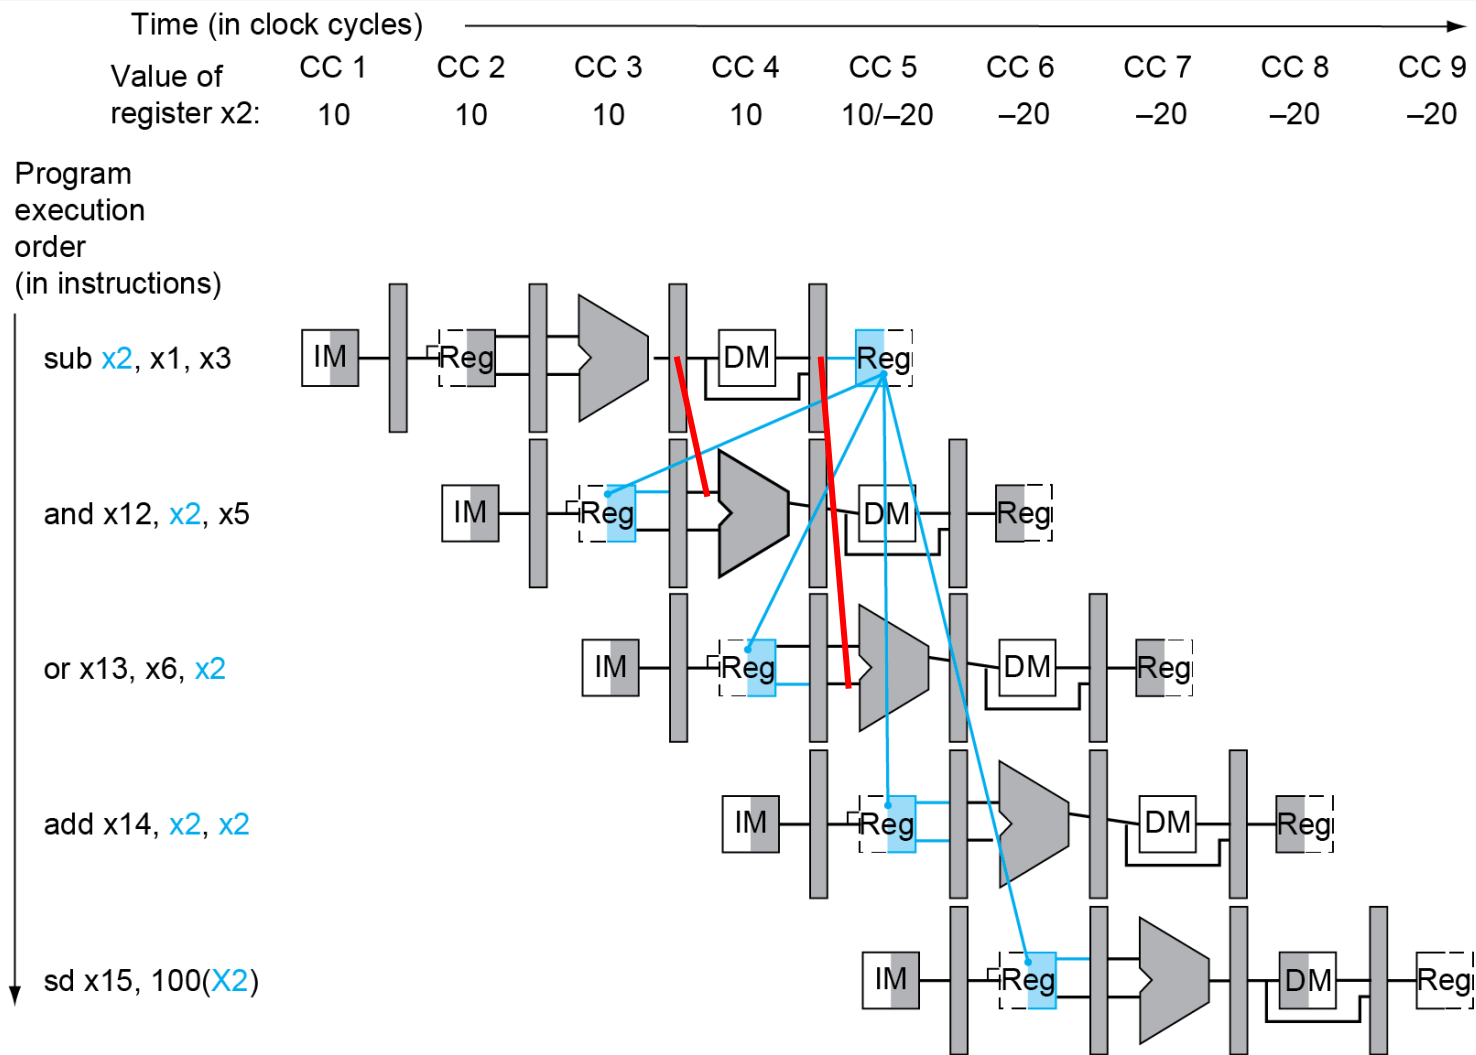 Time (in clock cycles)
Value of register x2:
CC 1 CC 2 CC 3 CC 4 CC 5 CC 6 CC 7 CC 8 CC 9
10 10 10 10 10/–20 –20 –20 –20 –20
Program
execution
order
(in instructions)
sub x2, x1, x3
IM Reg DM Reg
and x12, x2, x5
IM Reg DM Reg
or x13, x6, x2
IM Reg DM Reg
add x14, x2, x2
IM Reg DM Reg
sd x15, 100(X2)
IM Reg DM Reg